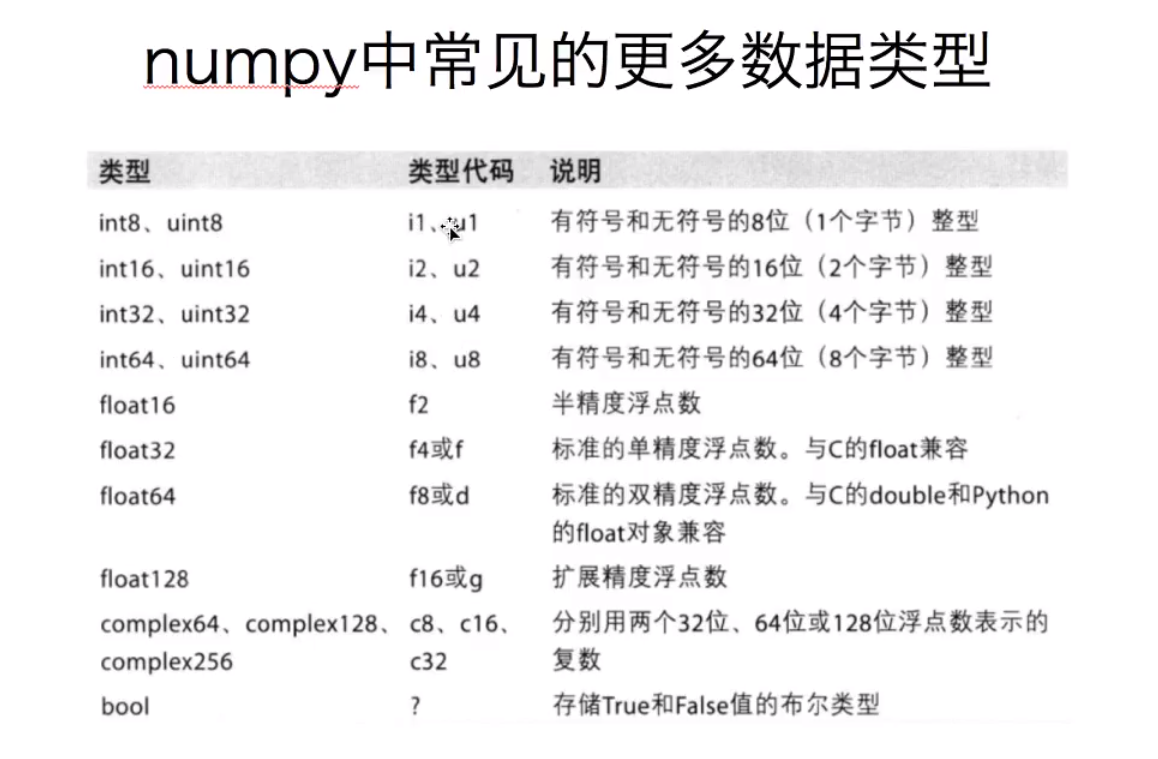 numpy中常见的更多数据类型
类型 类型代码 说明
int8、uint8 i1、u1 有符号和无符号的8位（1个字节）整型
int16、uint16 i2、u2 有符号和无符号的16位（2个字节）整型
int32、uint32 i4、u4 有符号和无符号的32位（4个字节）整型
int64、uint64 i8、u8 有符号和无符号的64位（8个字节）整型
float16 f2 半精度浮点数
float32 f4或f 标准的单精度浮点数。与C的float兼容
float64 f8或d 标准的双精度浮点数。与C的double和Python
的float对象兼容
float128 f16或g 扩展精度浮点数
complex64、complex128、 c8、c16、 分别用两个32位、64位或128位浮点数表示的
complex256 c32 复数
bool ? 存储True和False值的布尔类型